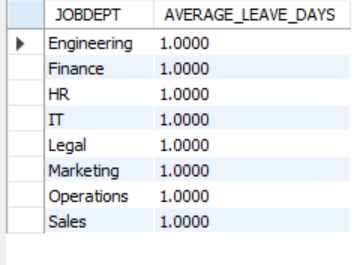 JOBDEPT AVERAGE_LEAVE_DAYS
Engineering 1.0000
Finance 1.0000
HR 1.0000
IT 1.0000
Legal 1.0000
Marketing 1.0000
Operations 1.0000
Sales 1.0000